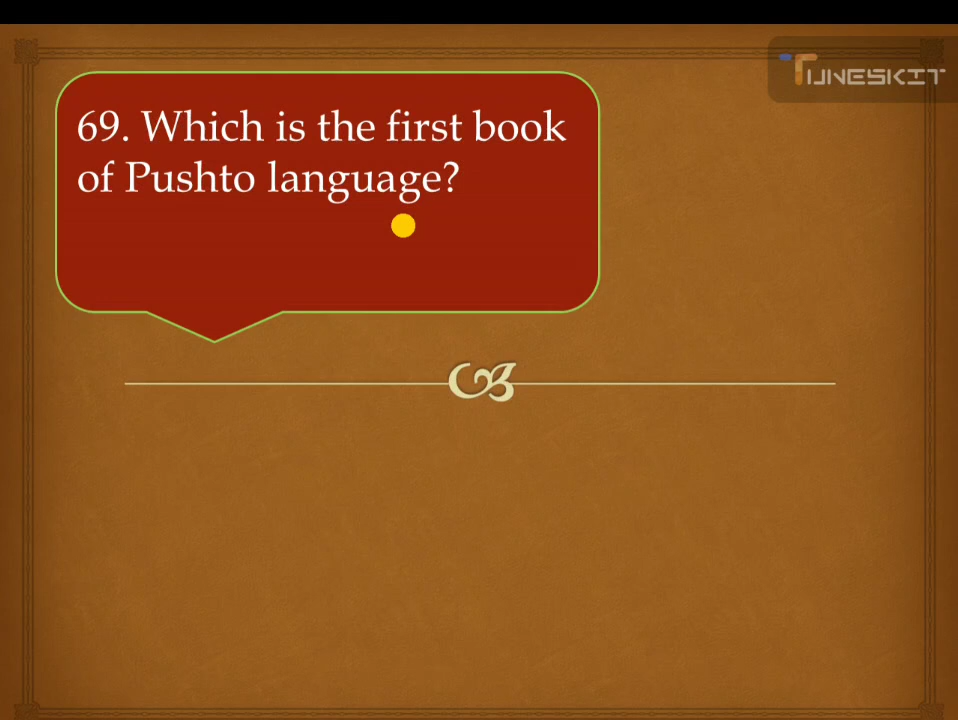 TUNESKIT
69. Which is the first book
of Pushto language?